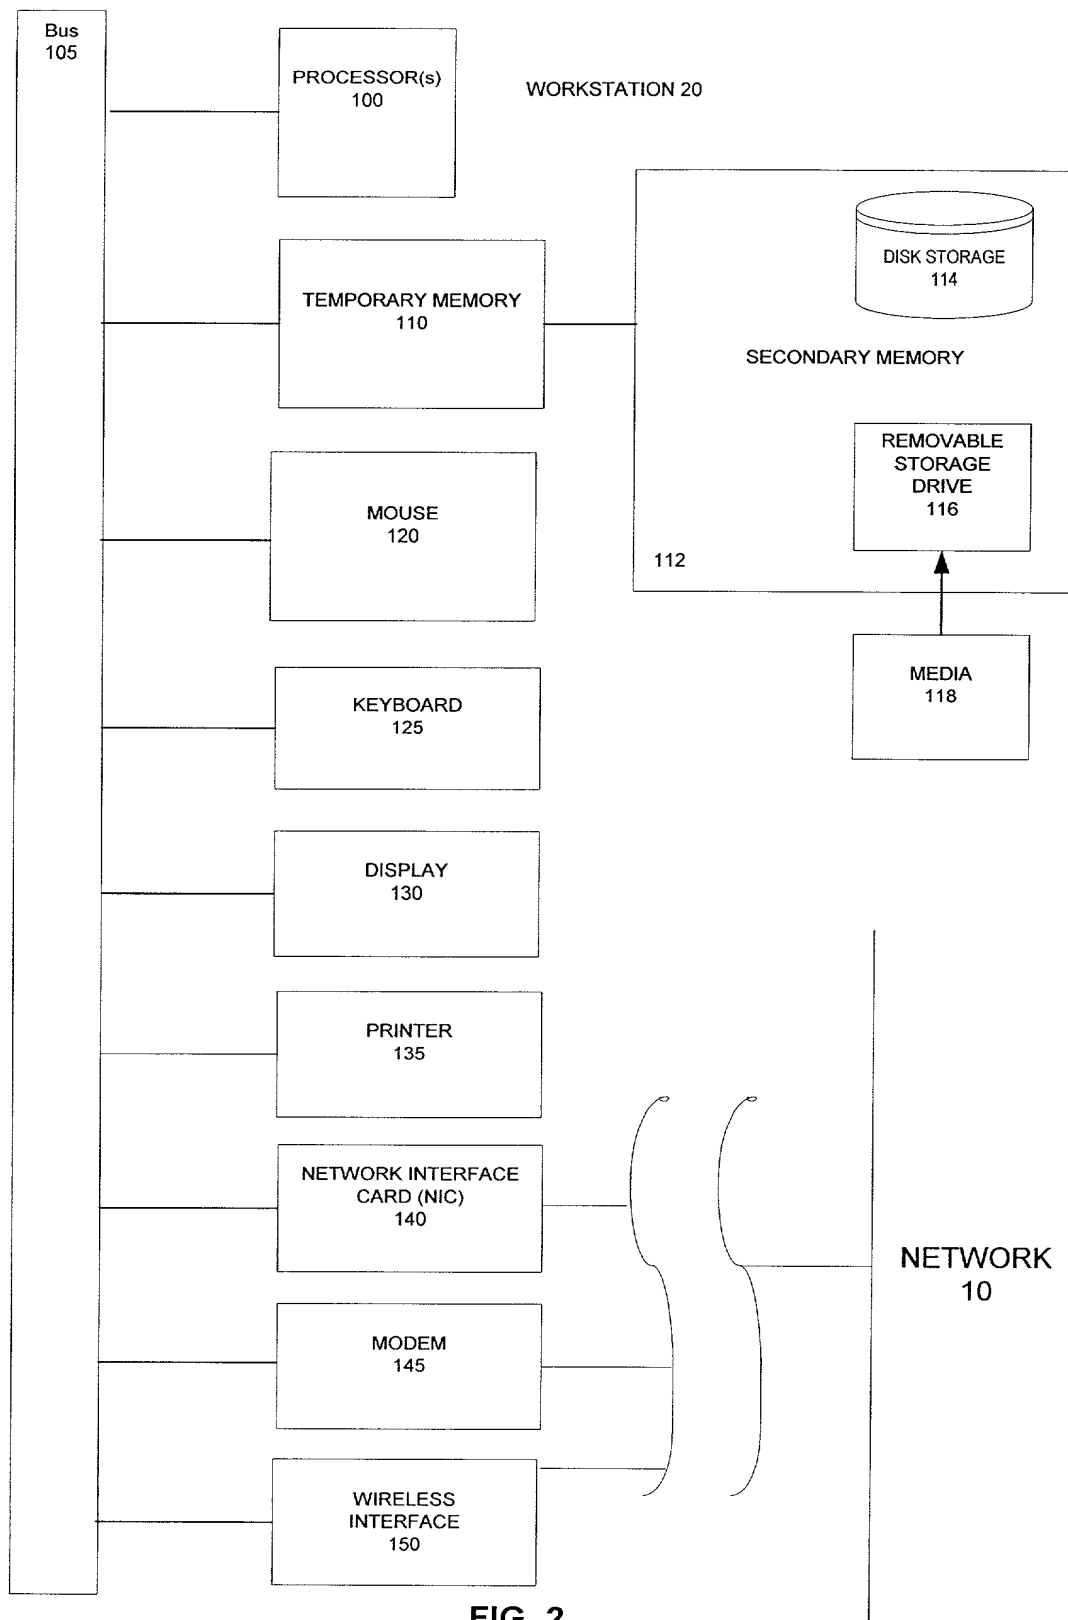 Bus
105
PROCESSOR(s)
100
WORKSTATION 20
DISK STORAGE
114
TEMPORARY MEMORY
110
SECONDARY MEMORY
REMOVABLE
STORAGE
DRIVE
116
MOUSE
120
112
MEDIA
118
KEYBOARD
125
DISPLAY
130
PRINTER
135
NETWORK INTERFACE
CARD (NIC)
140
NETWORK
10
MODEM
145
WIRELESS
INTERFACE
150
FIG. 2